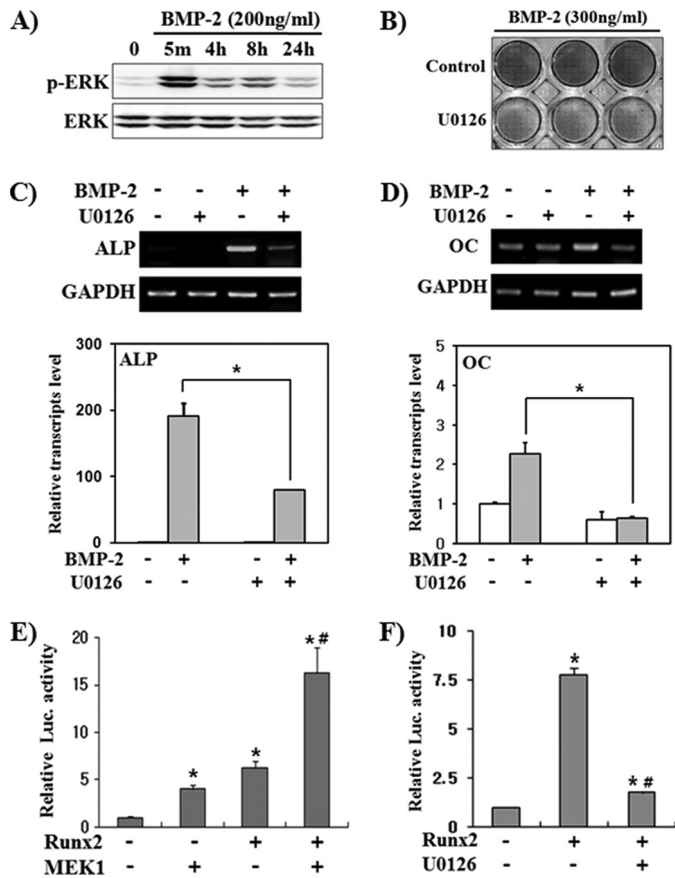 A)
BMP-2 (200ng/ml)
0 5m 4h 8h 24h
p-ERK
ERK
B)
BMP-2 (300ng/ml)
Control
U0126
C)
BMP-2 - - + +
U0126 - + - +
ALP
GAPDH
300
200
100
0
Relative transcripts level
ALP
*
BMP-2 - + - +
U0126 - - + +
D)
BMP-2 - - + +
U0126 - + - +
OC
GAPDH
5
4
3
2
1
0
Relative transcripts level
OC
*
BMP-2 - + - +
U0126 - - + +
E)
20
15
10
5
0
Relative Luc. activity
* * *#
Runx2 - - + +
MEK1 - + - +
F)
10
7.5
5
2.5
0
Relative Luc. activity
* *#
Runx2 - + +
U0126 - - +